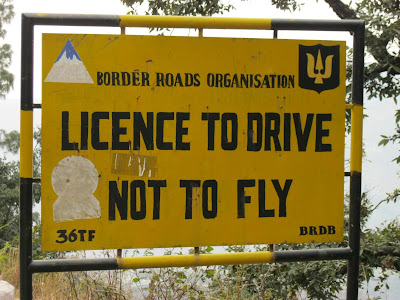 BORDER ROADS ORGANISATION
LICENCE TO DRIVE
NOT TO FLY
36TF BRDB